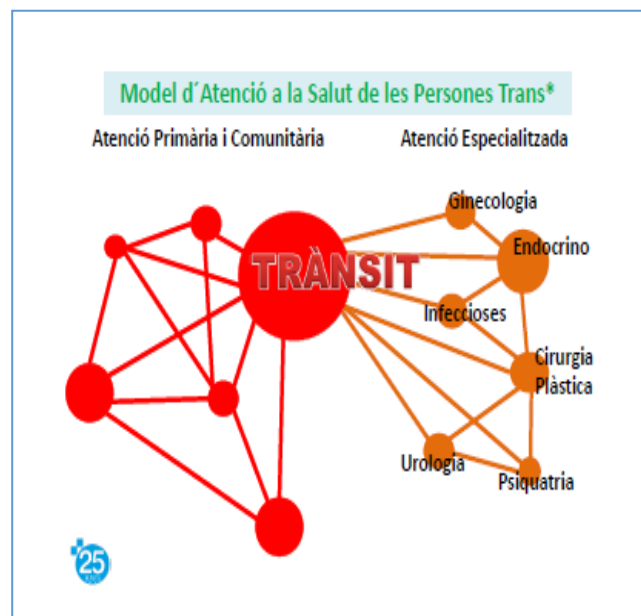 Model d´Atenció a la Salut de les Persones Trans*
Atenció Primària i Comunitària
Atenció Especialitzada
Ginecologia
TRÀNSIT
Endocrino
Infeccioses
Cirurgia
Plàstica
Urologia
Psiquatria
25